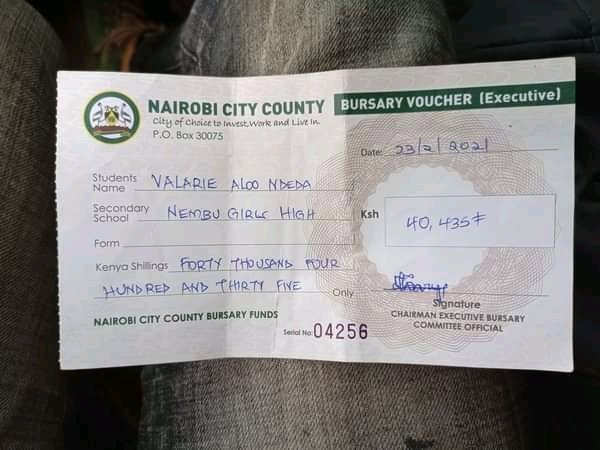 NAIROBI CITY COUNTY
BURSARY VOUCHER (Executive)
City of Choice to Invest, Work and Live In.
P.O. Box 30075
Date: 23/2/2021
Students Name VALARIE ALOO NDEDA
Secondary School NEMBU GIRLS HIGH
Ksh 40,435/=
Form
Kenya Shillings FORTY THOUSAND FOUR
HUNDRED AND THIRTY FIVE Only
Signature
CHAIRMAN EXECUTIVE BURSARY
COMMITTEE OFFICIAL
NAIROBI CITY COUNTY BURSARY FUNDS
Serial No: 04256